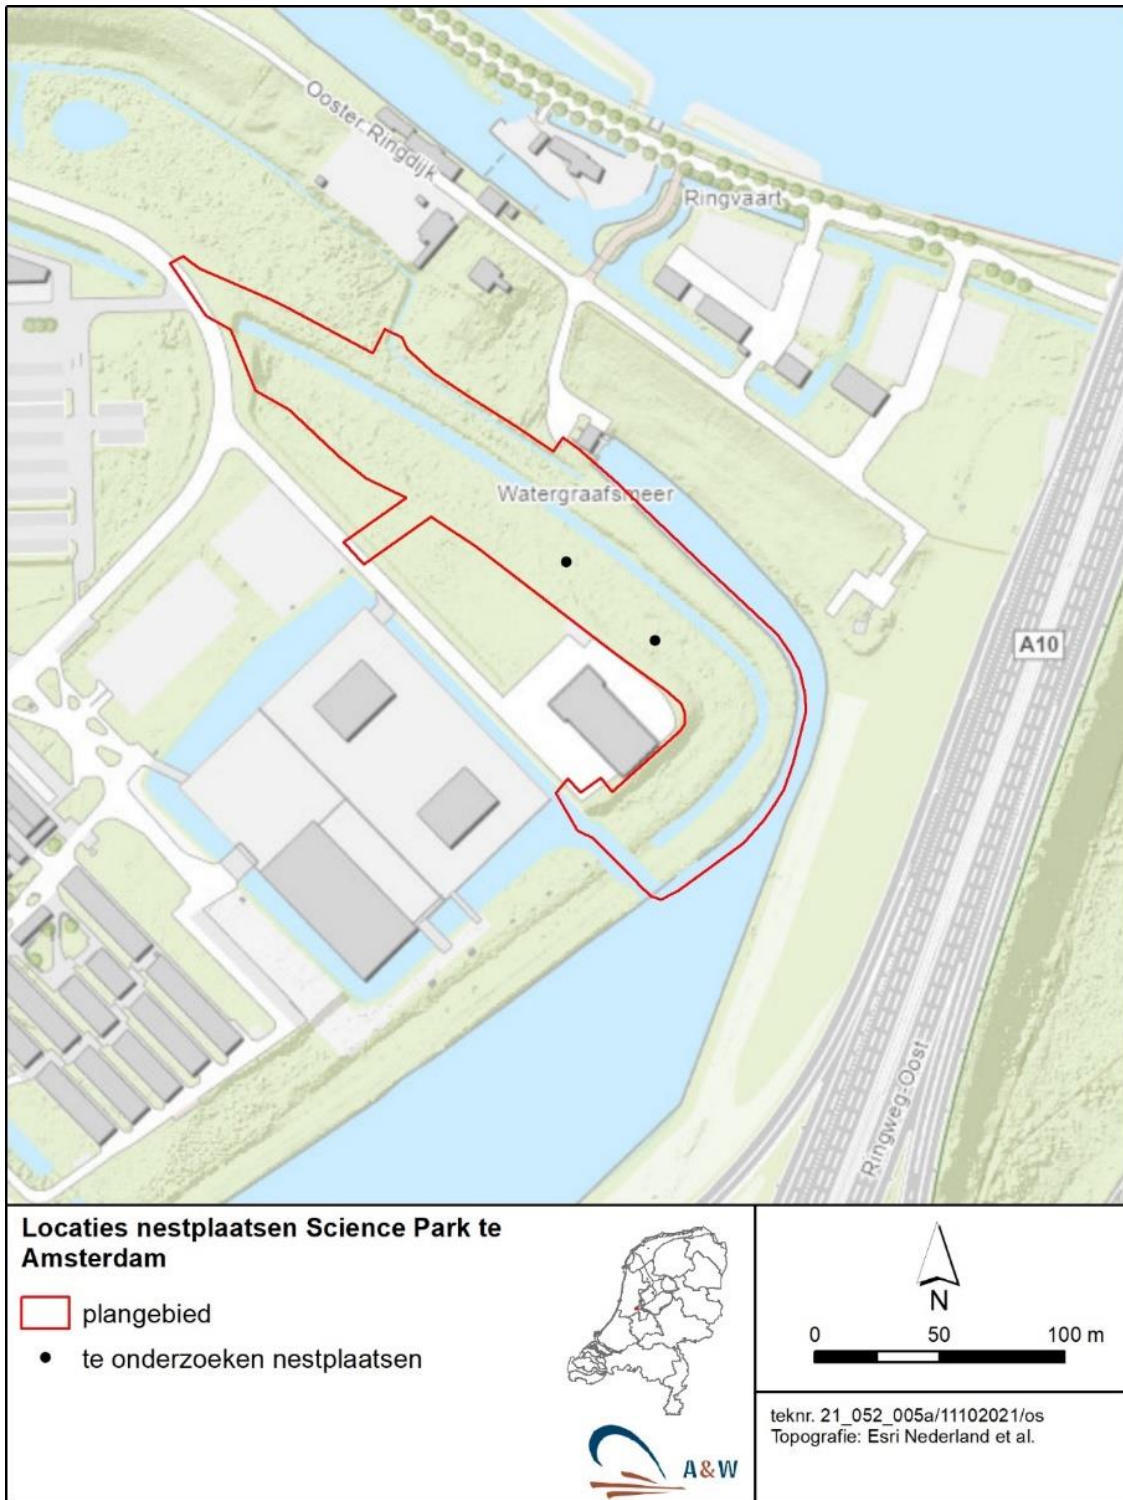 Ooster-Ringdijk
Ringvaart
Watergraafsmeer
A10
Ringweg-Oost
Locaties nestplaatsen Science Park te
Amsterdam
plangebied
te onderzoeken nestplaatsen
N
0 50 100 m
A&W
teknr. 21_052_005a/11102021/os
Topografie: Esri Nederland et al.